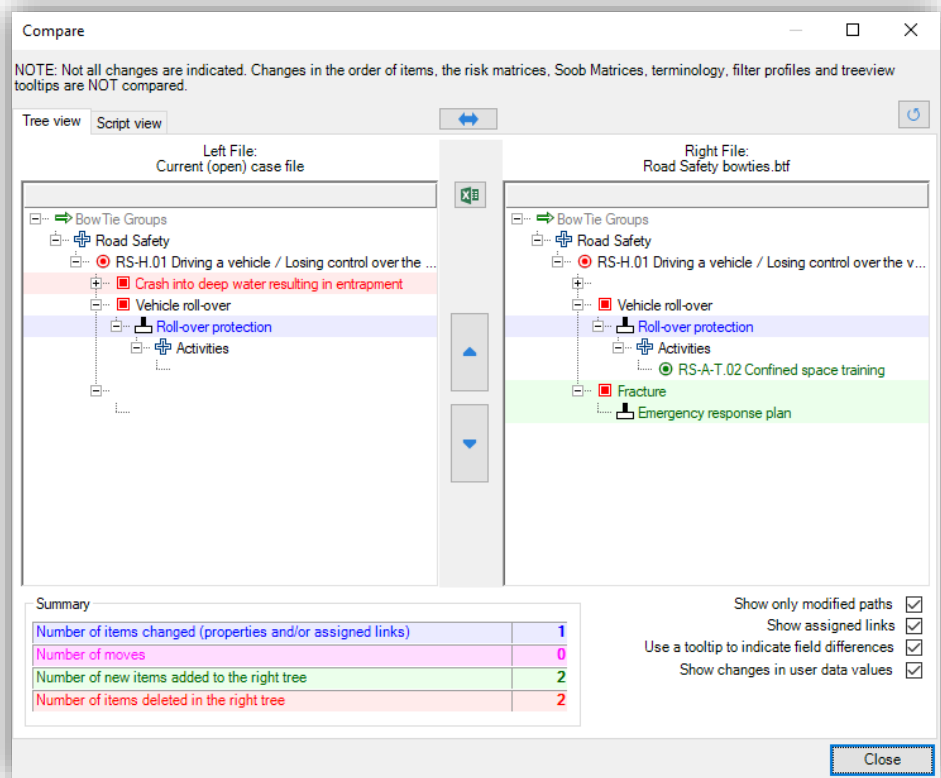 Compare
NOTE: Not all changes are indicated. Changes in the order of items, the risk matrices, Soob Matrices, terminology, filter profiles and treeview
tooltips are NOT compared.
Tree view
Script view
Left File:
Current (open) case file
BowTie Groups
Road Safety
RS-H.01 Driving a vehicle / Losing control over the ...
Crash into deep water resulting in entrapment
Vehicle roll-over
Roll-over protection
Activities
Right File:
Road Safety bowties.btf
BowTie Groups
Road Safety
RS-H.01 Driving a vehicle / Losing control over the v...
Vehicle roll-over
Roll-over protection
Activities
RS-A-T.02 Confined space training
Fracture
Emergency response plan
Summary
Number of items changed (properties and/or assigned links) 1
Number of moves 0
Number of new items added to the right tree 2
Number of items deleted in the right tree 2
Show only modified paths
Show assigned links
Use a tooltip to indicate field differences
Show changes in user data values
Close